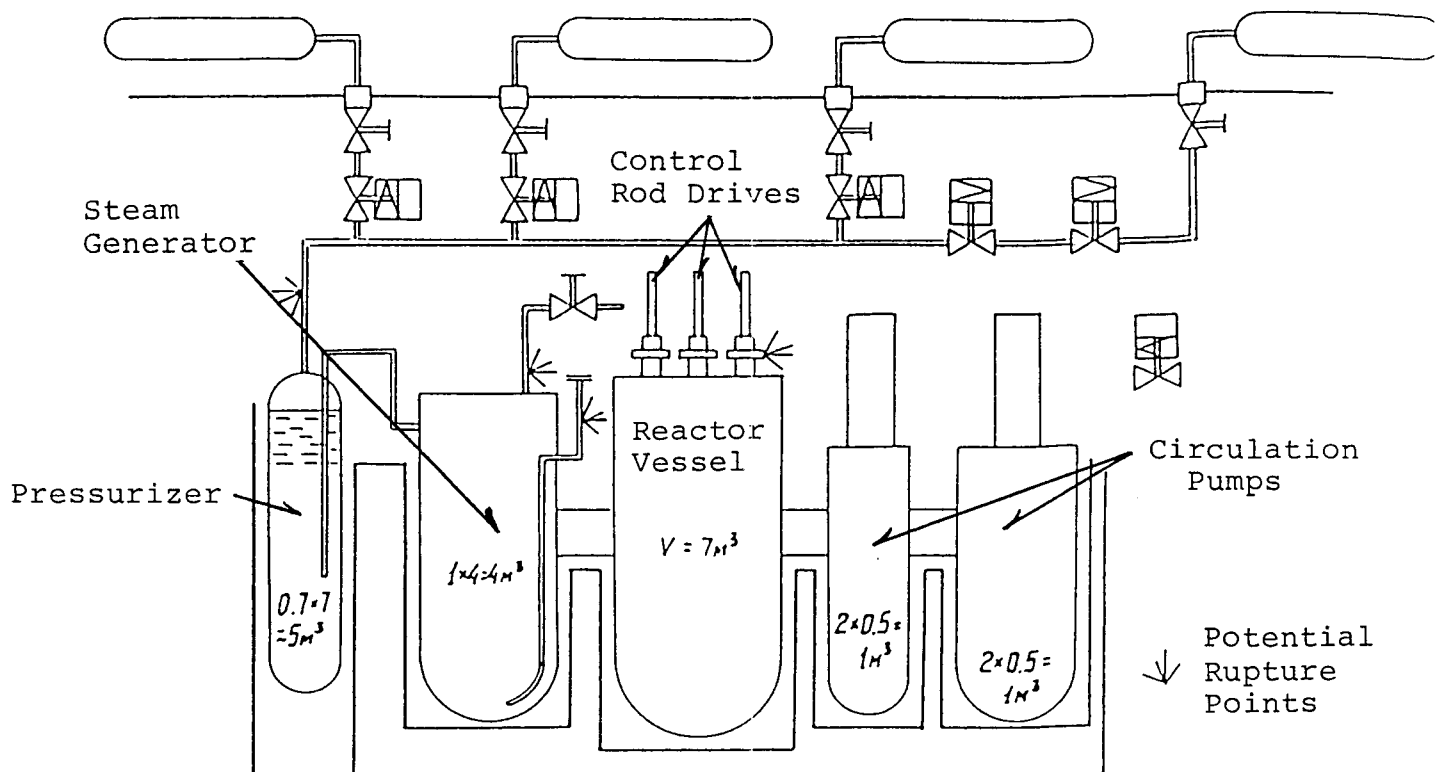 Control
Rod Drives
Steam
Generator
Reactor
Vessel
Circulation
Pumps
Pressurizer
V = 7м³
1×4=4м³
0.7×7
=5м³
2×0.5=
1м³
2×0.5=
1м³
Potential
Rupture
Points